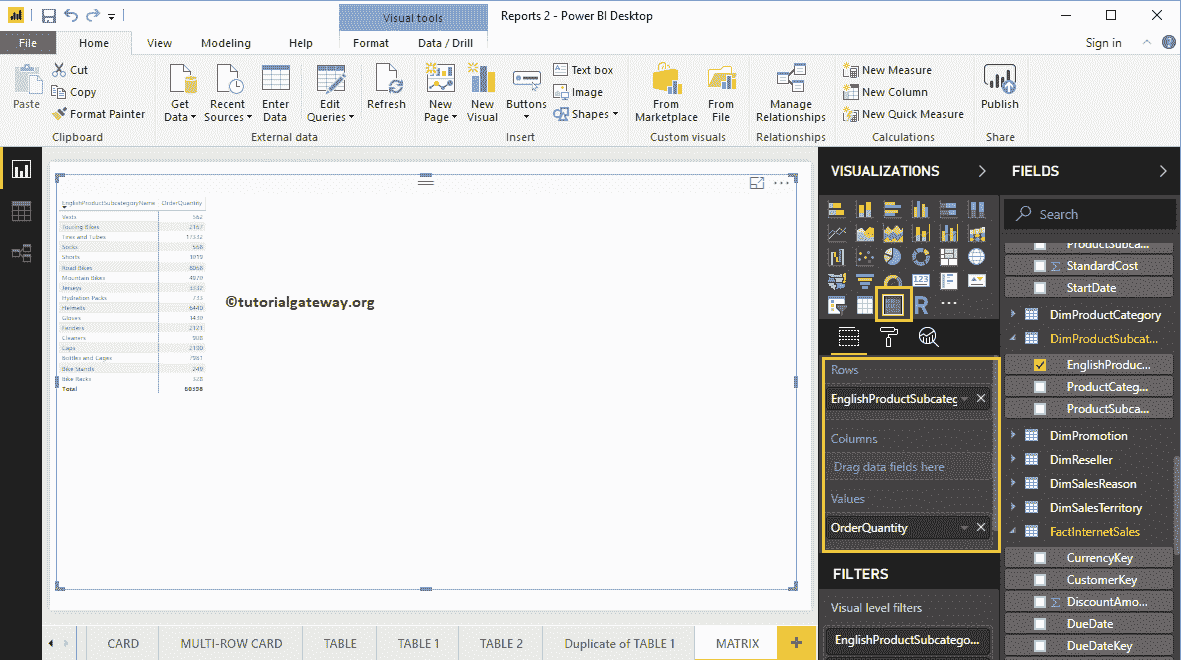 Visual tools
Reports 2 - Power BI Desktop
File
Home
View
Modeling
Help
Format
Data / Drill
Sign in
Cut
Copy
Format Painter
Paste
Clipboard
Get Data
Recent Sources
Enter Data
Edit Queries
External data
Refresh
New Page
New Visual
Buttons
Text box
Image
Shapes
Insert
From Marketplace
From File
Custom visuals
Manage Relationships
Relationships
New Measure
New Column
New Quick Measure
Calculations
Publish
Share
EnglishProductSubcategoryName OrderQuantity
Vests 562
Touring Bikes 2167
Tires and Tubes 17332
Socks 568
Shorts 1019
Road Bikes 8068
Mountain Bikes 4970
Jerseys 3332
Hydration Packs 733
Helmets 6440
Gloves 1430
Fenders 2121
Cleaners 908
Caps 2190
Bottles and Cages 7981
Bike Stands 249
Bike Racks 328
Total 60398
©tutorialgateway.org
VISUALIZATIONS
123
R
Rows
EnglishProductSubcateg
Columns
Drag data fields here
Values
OrderQuantity
FILTERS
Visual level filters
EnglishProductSubcatego...
FIELDS
Search
ProductSubca...
Σ StandardCost
StartDate
DimProductCategory
DimProductSubcat...
EnglishProduc...
ProductCateg...
ProductSubca...
DimPromotion
DimReseller
DimSalesReason
DimSalesTerritory
FactInternetSales
CurrencyKey
CustomerKey
Σ DiscountAmo...
DueDate
DueDateKey
CARD
MULTI-ROW CARD
TABLE
TABLE 1
TABLE 2
Duplicate of TABLE 1
MATRIX
+